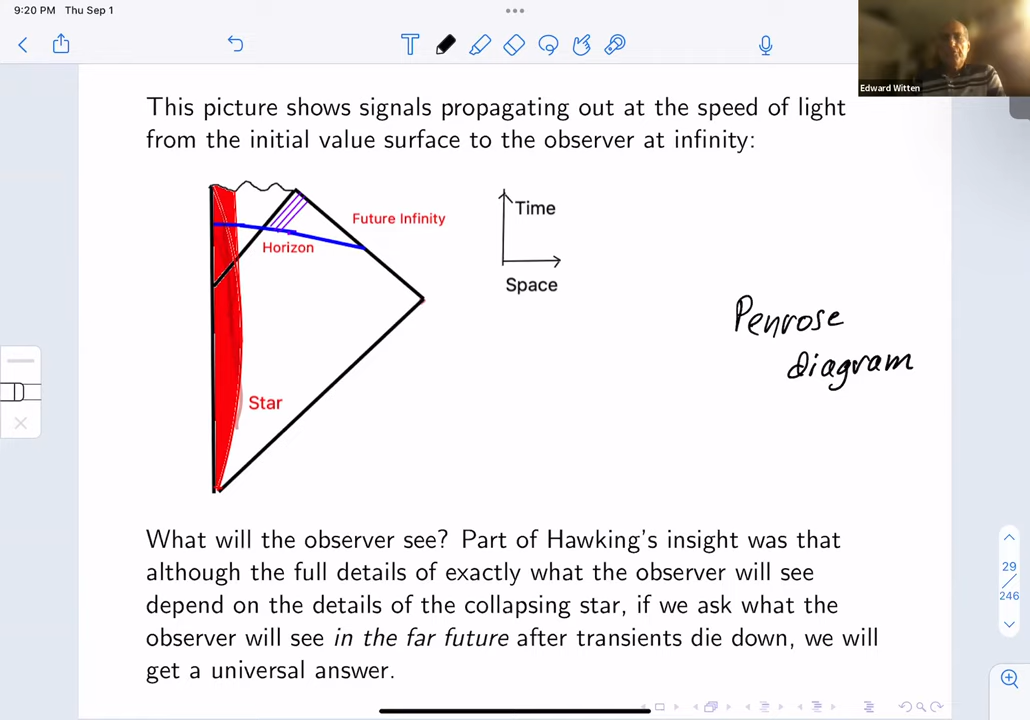 9:20 PM Thu Sep 1
Edward Witten
This picture shows signals propagating out at the speed of light
from the initial value surface to the observer at infinity:
Time
Future Infinity
Horizon
Space
Penrose
diagram
Star
What will the observer see? Part of Hawking's insight was that
although the full details of exactly what the observer will see
depend on the details of the collapsing star, if we ask what the
observer will see in the far future after transients die down, we will
get a universal answer.
29
/
246